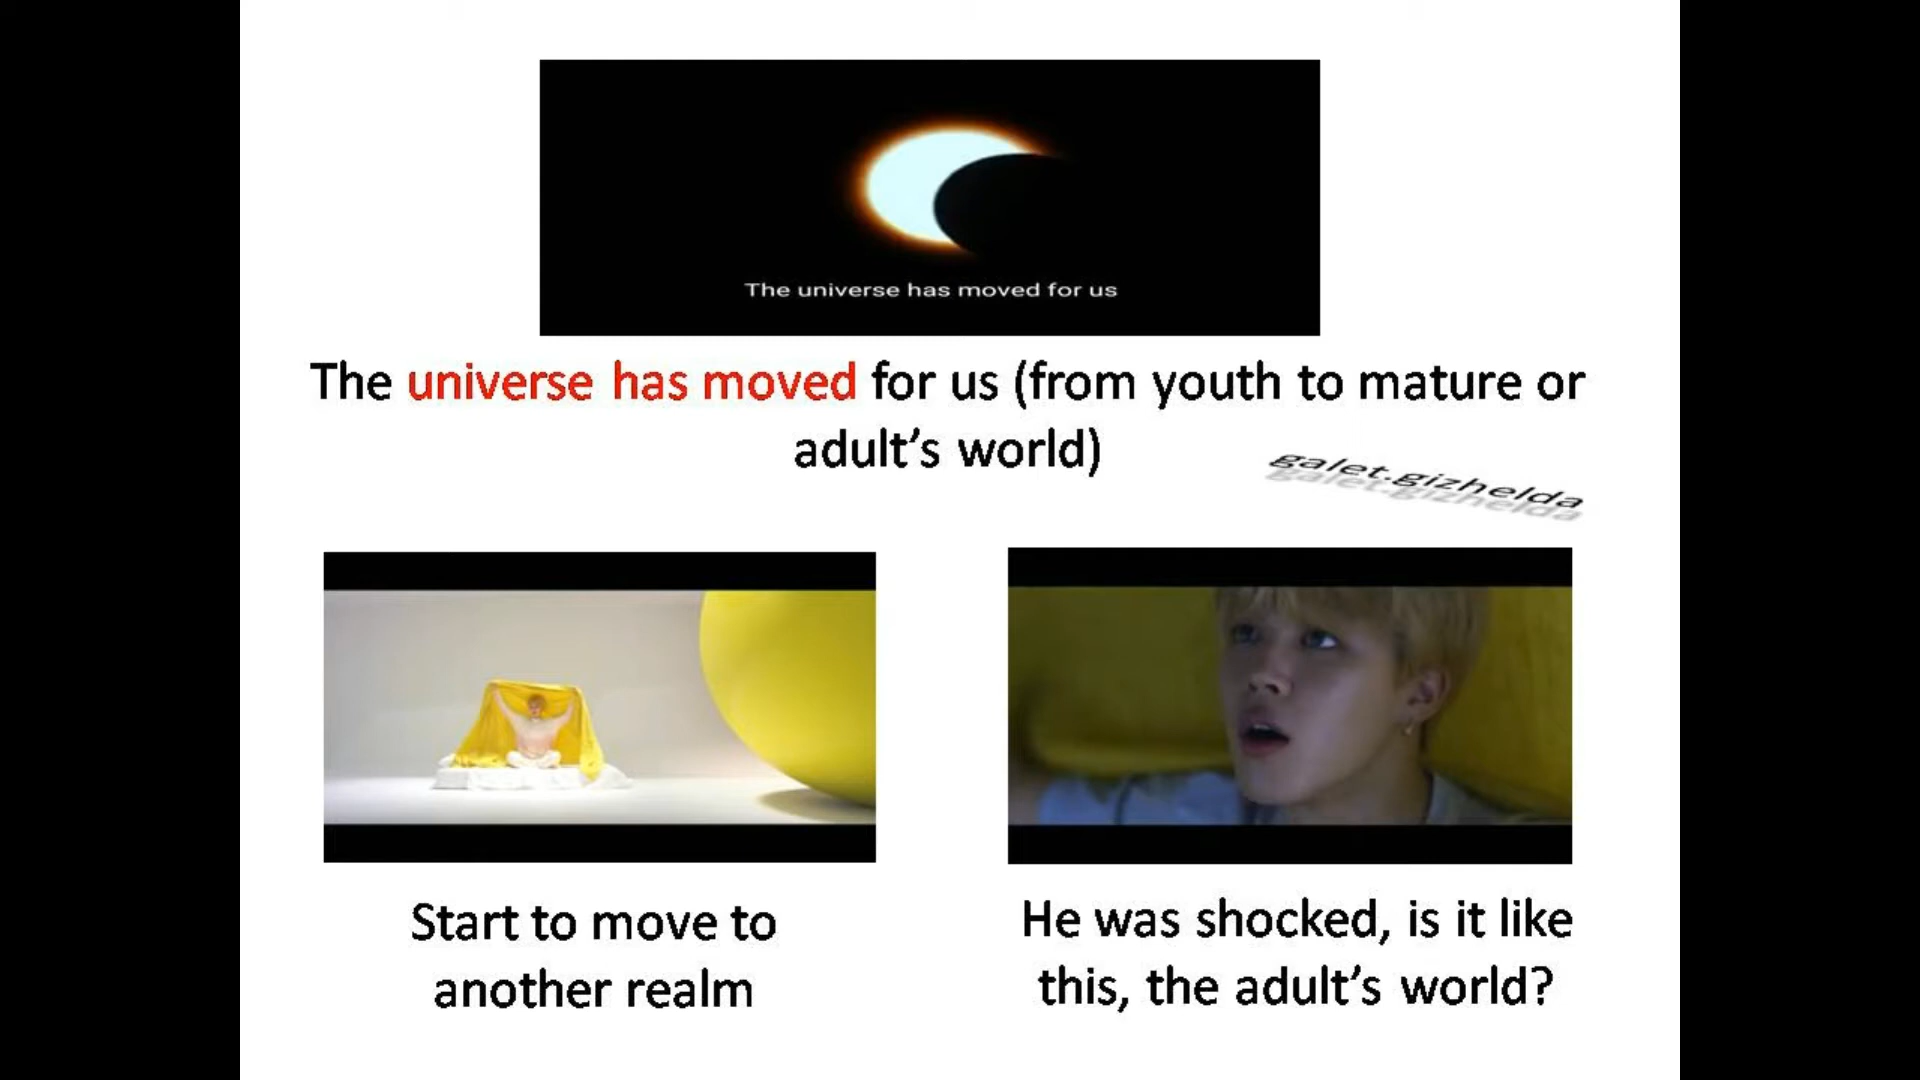 The universe has moved for us
The universe has moved for us (from youth to mature or
adult's world)
galet.gizhelda
Start to move to
another realm
He was shocked, is it like
this, the adult's world?